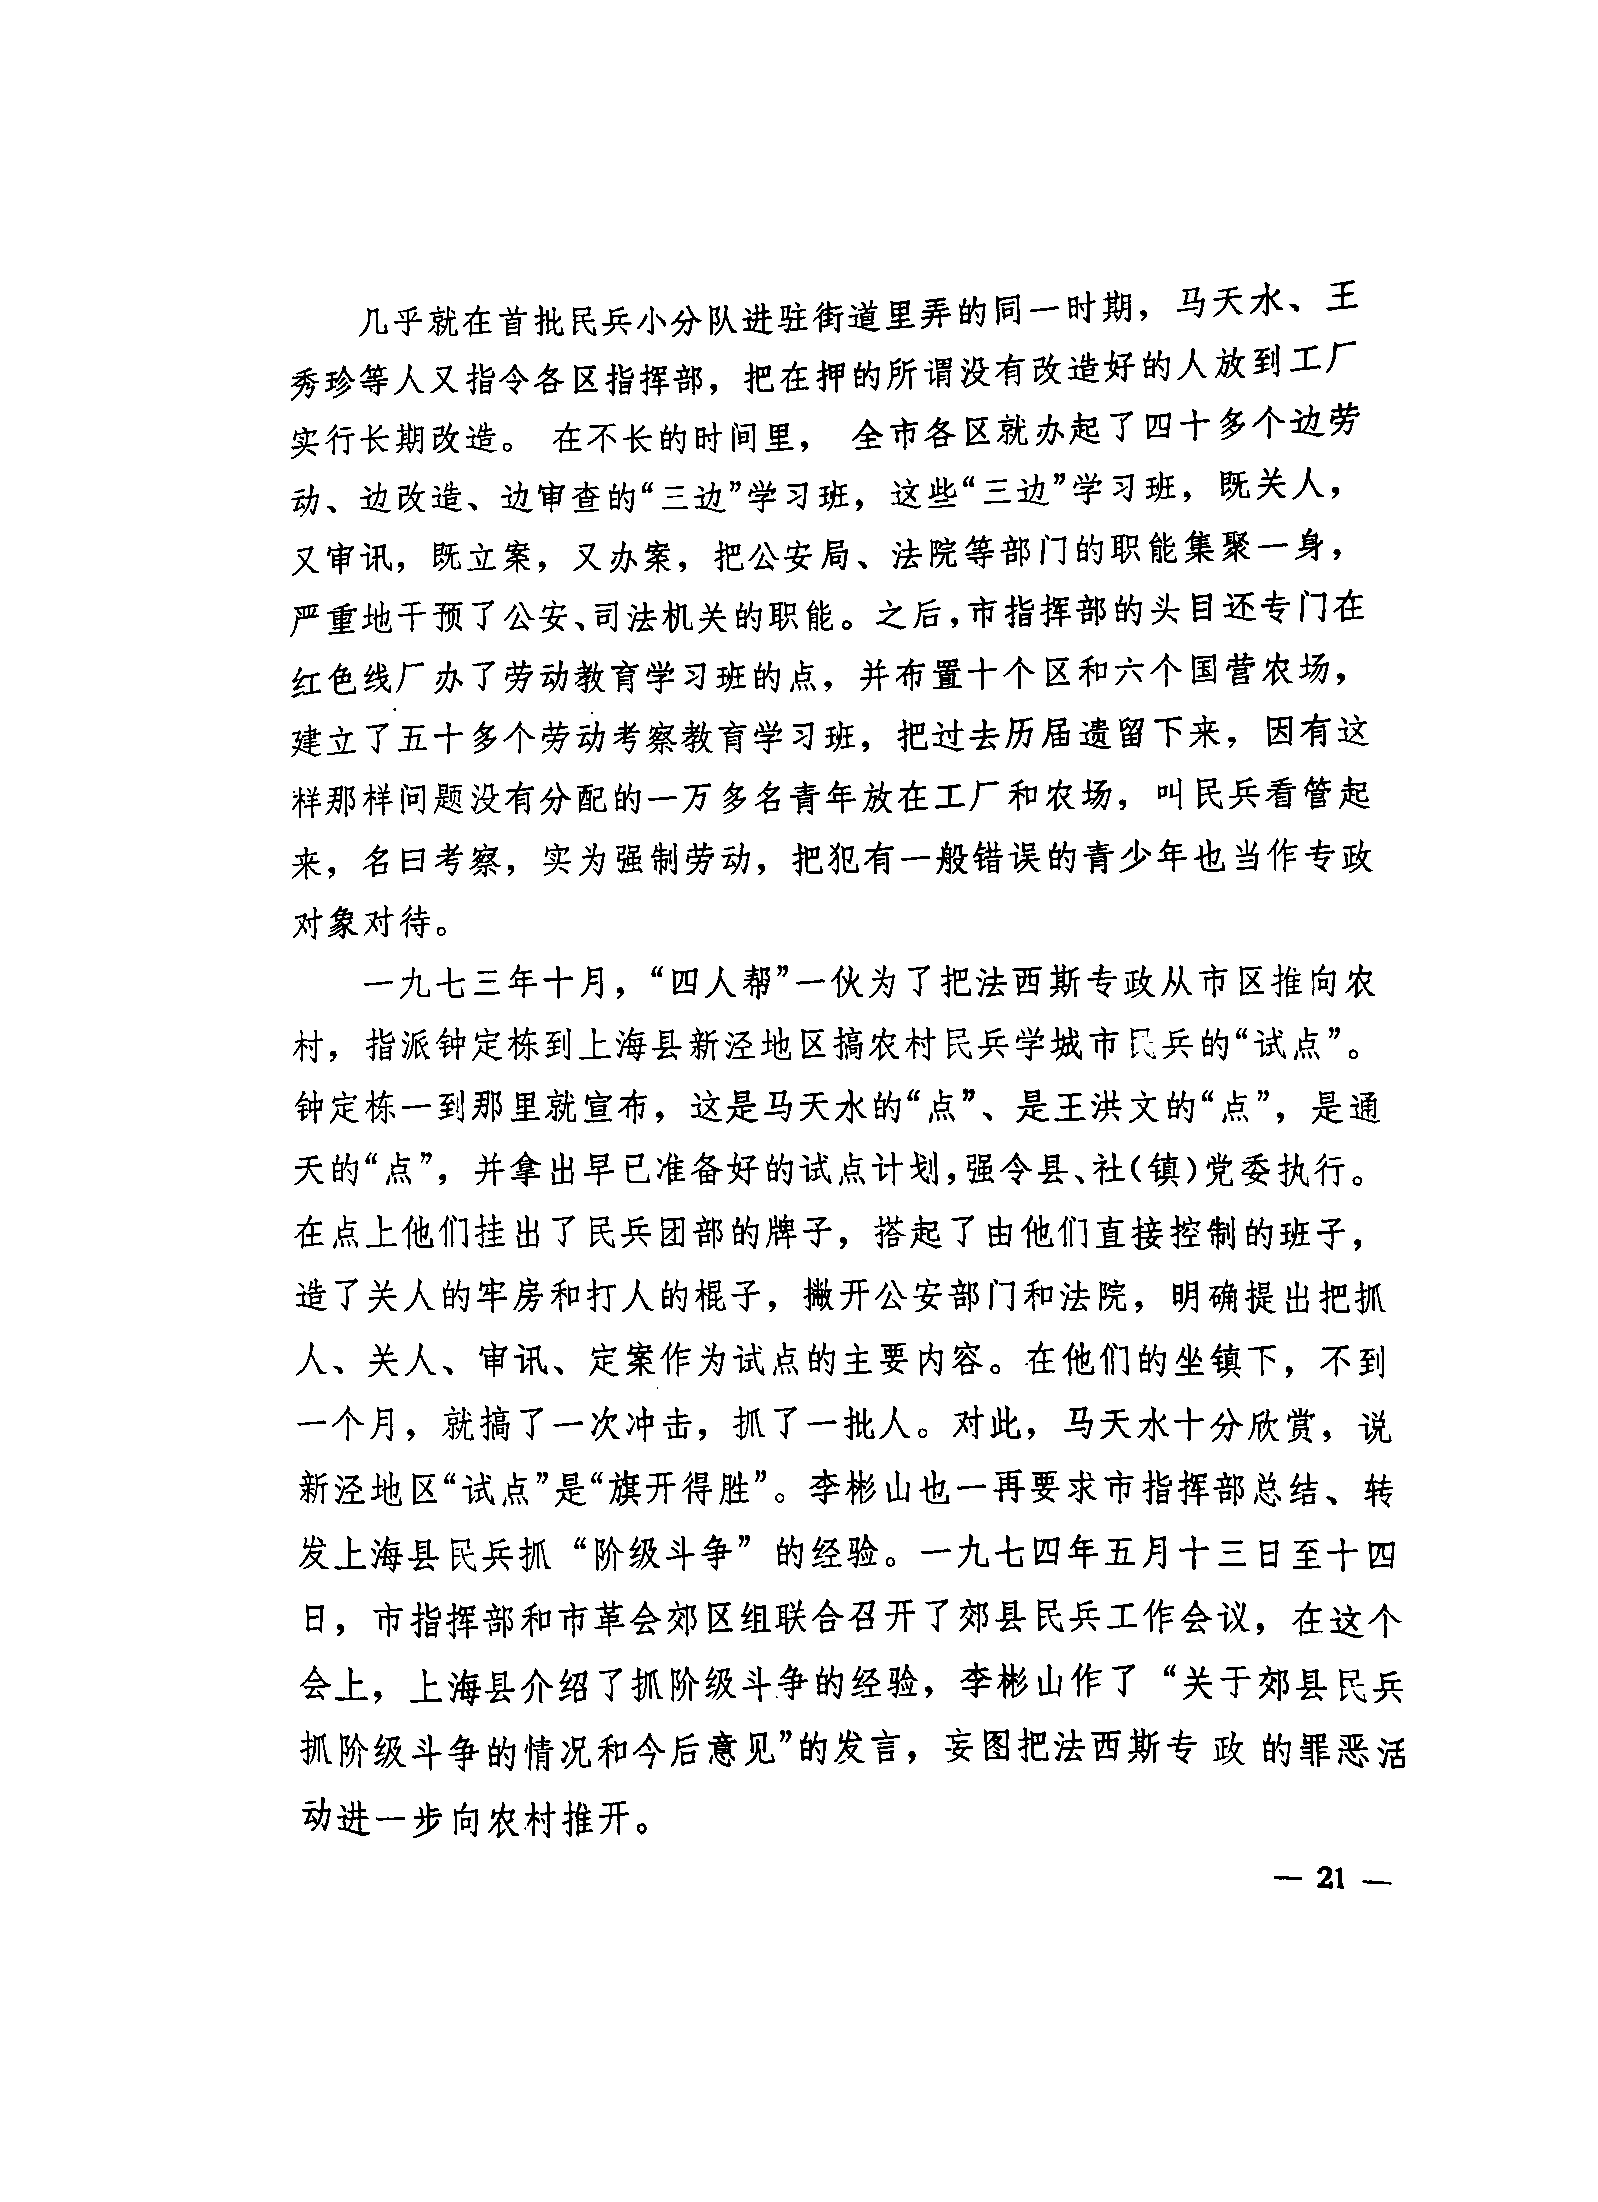 几乎就在首批民兵小分队进驻街道里弄的同一时期，马天水、王
秀珍等人又指令各区指挥部，把在押的所谓没有改造好的人放到工厂
实行长期改造。 在不长的时间里， 全市各区就办起了四十多个边劳
动、边改造、边审查的“三边”学习班，这些“三边”学习班，既关人，
又审讯，既立案，又办案，把公安局、法院等部门的职能集聚一身，
严重地干预了公安、司法机关的职能。之后，市指挥部的头目还专门在
红色线厂办了劳动教育学习班的点，并布置十个区和六个国营农场，
建立了五十多个劳动考察教育学习班，把过去历届遗留下来，因有这
样那样问题没有分配的一万多名青年放在工厂和农场，叫民兵看管起
来，名曰考察，实为强制劳动，把犯有一般错误的青少年也当作专政
对象对待。
一九七三年十月，“四人帮”一伙为了把法西斯专政从市区推向农
村，指派钟定栋到上海县新泾地区搞农村民兵学城市民兵的“试点”。
钟定栋一到那里就宣布，这是马天水的“点”、是王洪文的“点”，是通
天的“点”，并拿出早已准备好的试点计划，强令县、社（镇）党委执行。
在点上他们挂出了民兵团部的牌子，搭起了由他们直接控制的班子，
造了关人的牢房和打人的棍子，撇开公安部门和法院，明确提出把抓
人、关人、审讯、定案作为试点的主要内容。在他们的坐镇下，不到
一个月，就搞了一次冲击，抓了一批人。对此，马天水十分欣赏，说
新泾地区“试点”是“旗开得胜”。李彬山也一再要求市指挥部总结、转
发上海县民兵抓“阶级斗争”的经验。一九七四年五月十三日至十四
日，市指挥部和市革会郊区组联合召开了郊县民兵工作会议，在这个
会上，上海县介绍了抓阶级斗争的经验，李彬山作了“关于郊县民兵
抓阶级斗争的情况和今后意见”的发言，妄图把法西斯专政的罪恶活
动进一步向农村推开。
— 21 —